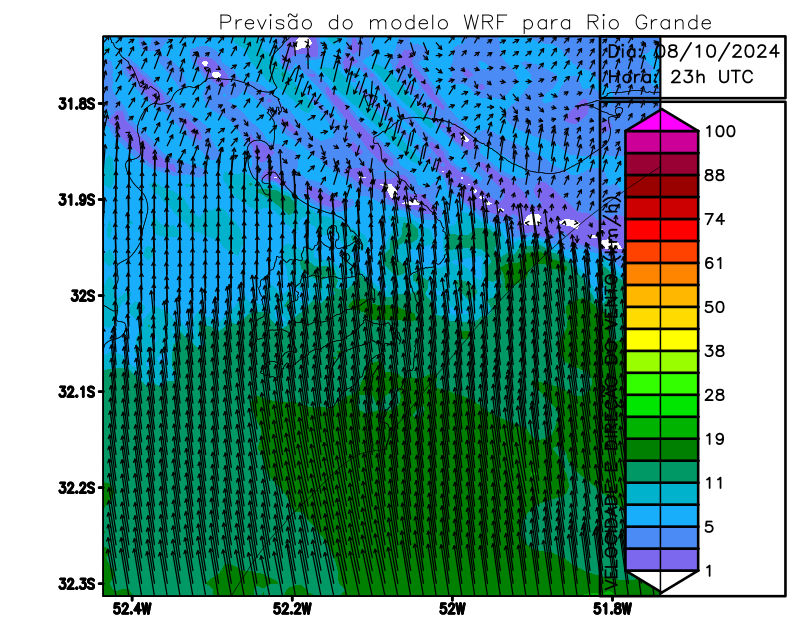 Previsão do modelo WRF para Rio Grande
Dia: 08/10/2024
Hora: 23h UTC
VELOCIDADE E DIREÇÃO DO VENTO (km/h)
100
88
74
61
50
38
28
19
11
5
1
31.8S
31.9S
32S
32.1S
32.2S
32.3S
52.4W
52.2W
52W
51.8W